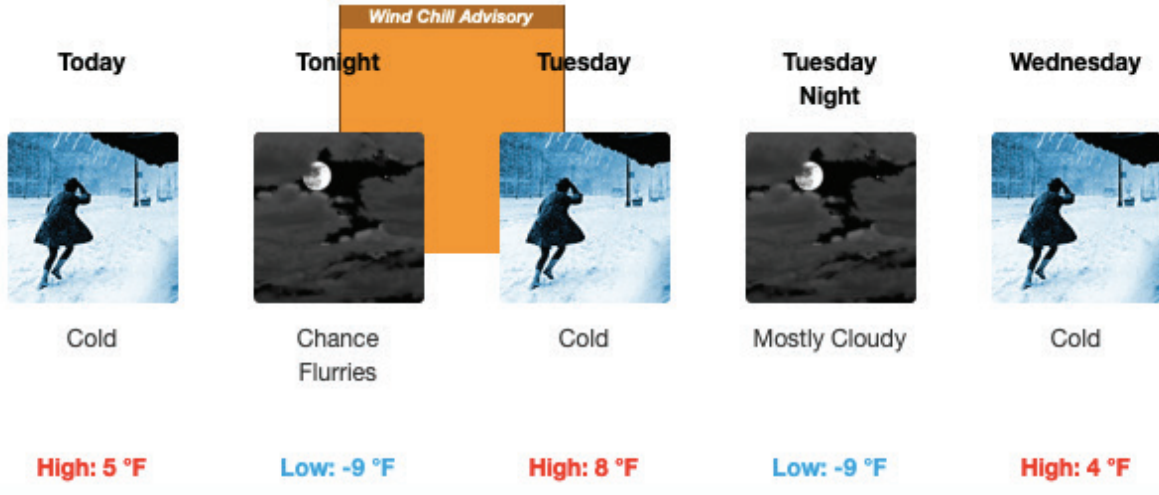 Wind Chill Advisory
Today
Tonight
Tuesday
Tuesday
Night
Wednesday
Cold
Chance
Flurries
Cold
Mostly Cloudy
Cold
High: 5 °F
Low: -9 °F
High: 8 °F
Low: -9 °F
High: 4 °F